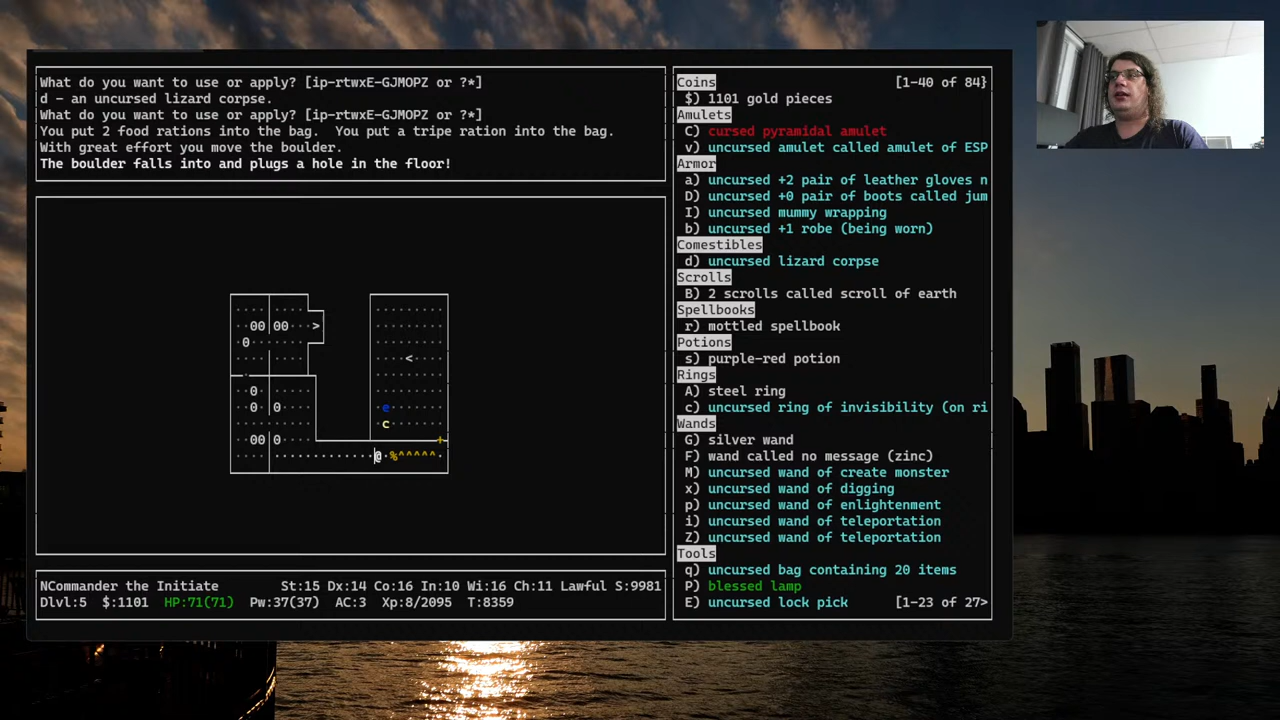 What do you want to use or apply? [ip-rtwxE-GJMOPZ or ?*]
d - an uncursed lizard corpse.
What do you want to use or apply? [ip-rtwxE-GJMOPZ or ?*]
You put 2 food rations into the bag.  You put a tripe ration into the bag.
With great effort you move the boulder.
The boulder falls into and plugs a hole in the floor!
Coins [1-40 of 84}
$) 1101 gold pieces
Amulets
C) cursed pyramidal amulet
v) uncursed amulet called amulet of ESP
Armor
a) uncursed +2 pair of leather gloves n
D) uncursed +0 pair of boots called jum
I) uncursed mummy wrapping
b) uncursed +1 robe (being worn)
Comestibles
d) uncursed lizard corpse
Scrolls
B) 2 scrolls called scroll of earth
Spellbooks
r) mottled spellbook
Potions
s) purple-red potion
Rings
A) steel ring
c) uncursed ring of invisibility (on ri
Wands
G) silver wand
F) wand called no message (zinc)
M) uncursed wand of create monster
x) uncursed wand of digging
p) uncursed wand of enlightenment
i) uncursed wand of teleportation
Z) uncursed wand of teleportation
Tools
q) uncursed bag containing 20 items
P) blessed lamp
E) uncursed lock pick [1-23 of 27>
··00│00··>
·0
<
·0
·0│0
e
c
··00│0
+
·············@·%^^^^^·
NCommander the Initiate St:15 Dx:14 Co:16 In:10 Wi:16 Ch:11 Lawful S:9981
Dlvl:5 $:1101 HP:71(71) Pw:37(37) AC:3 Xp:8/2095 T:8359